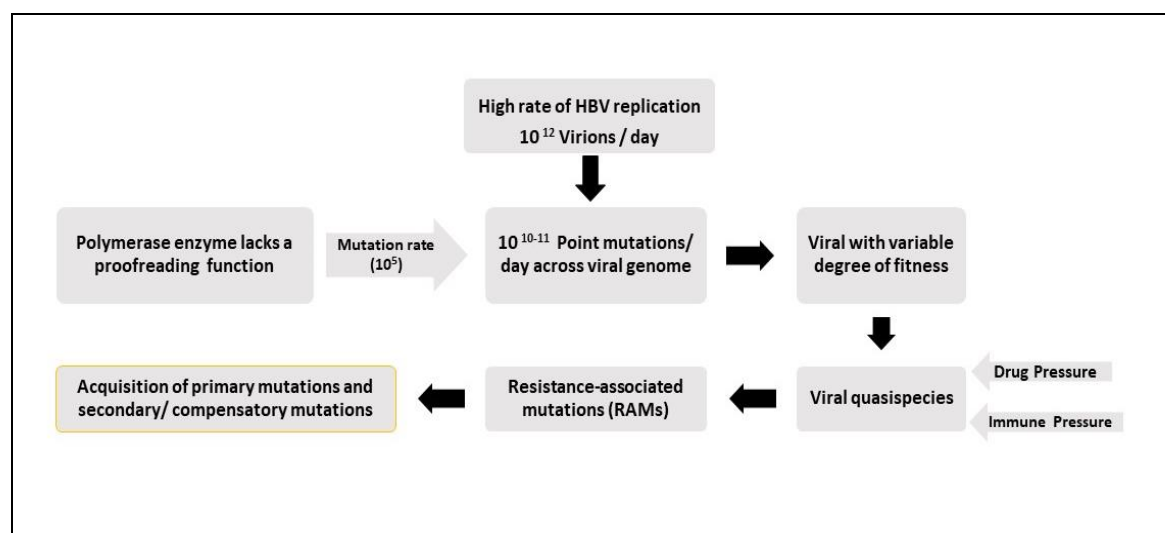 High rate of HBV replication
10 ¹² Virions / day
Polymerase enzyme lacks a
proofreading function
Mutation rate
(10⁵)
10 ¹⁰⁻¹¹ Point mutations/
day across viral genome
Viral with variable
degree of fitness
Acquisition of primary mutations and
secondary/ compensatory mutations
Resistance-associated
mutations (RAMs)
Viral quasispecies
Drug Pressure
Immune Pressure